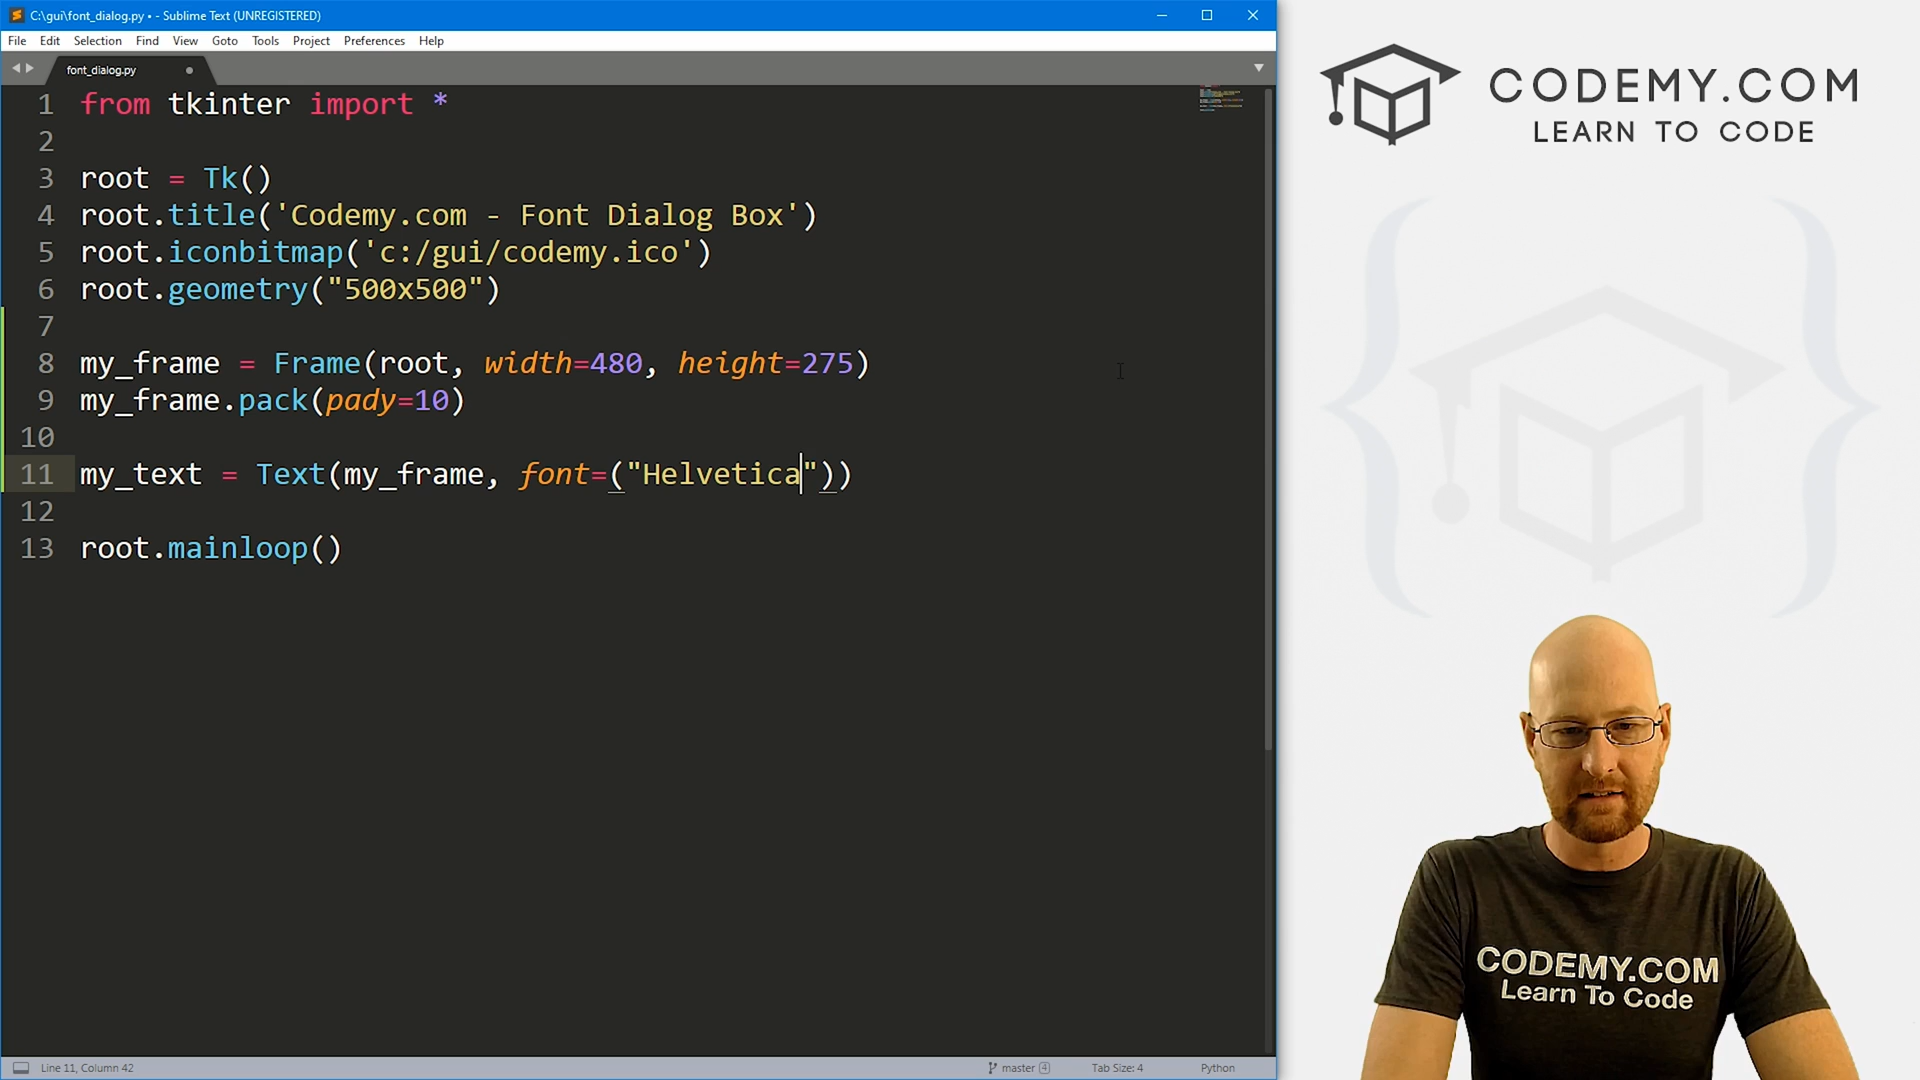 C:\gui\font_dialog.py • - Sublime Text (UNREGISTERED)
File Edit Selection Find View Goto Tools Project Preferences Help
font_dialog.py
1 from tkinter import *
2
3 root = Tk()
4 root.title('Codemy.com - Font Dialog Box')
5 root.iconbitmap('c:/gui/codemy.ico')
6 root.geometry("500x500")
7
8 my_frame = Frame(root, width=480, height=275)
9 my_frame.pack(pady=10)
10
11 my_text = Text(my_frame, font=("Helvetica"))
12
13 root.mainloop()
Line 11, Column 42
master 4
Tab Size: 4
Python
CODEMY.COM
LEARN TO CODE
CODEMY.COM
Learn To Code